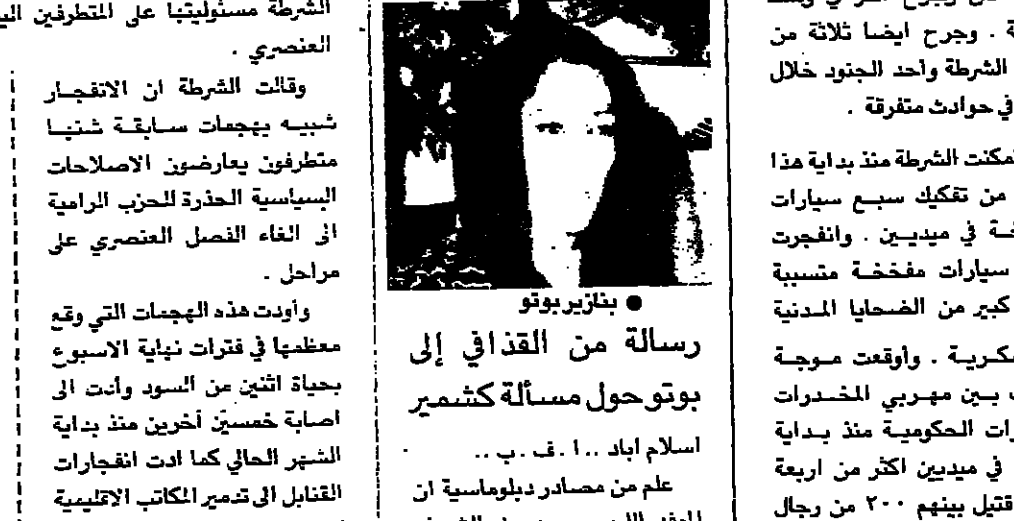 ة . وجرح ايضا ثلاثة من
الشرطة وأحد الجنود خلال
في حوادث متفرقة .
تمكنت الشرطة منذ بداية هذا
من تفكيك سبع سيارات
خـة في ميديـن . وانفجرت
سيارات مفخخة متسببة
كبير من الضحايا المدنية
سكرية . وأوقعت موجة
بين مهربي المخدرات
رات الحكومية منذ بداية
في ميديين اكثر من اربعة
قتيل بينهم ٢٠٠ من رجال
● بنازير بوتو
رسالة من القذافي إلى
بوتو حول مسألة كشمير
اسلام اباد .. ا . ف . ب ..
علم من مصادر دبلوماسية ان
الشرطة مسئوليتها على المتطرفين
العنصري .
وقالت الشرطة ان الانفجار
شبيه بهجمات سابقة شنها
متطرفون يعارضون الاصلاحات
السياسية الحذرة للحزب الرامية
الى الغاء الفصل العنصري على
مراحل .
وأودت هذه الهجمات التي وقع
معظمها في فترات نهاية الاسبوع
بحياة اثنين من السود وأدت الى
اصابة خمسين آخرين منذ بداية
الشهر الحالي كما ادت انفجارات
القنابل الى تدمير المكاتب الاقليمية